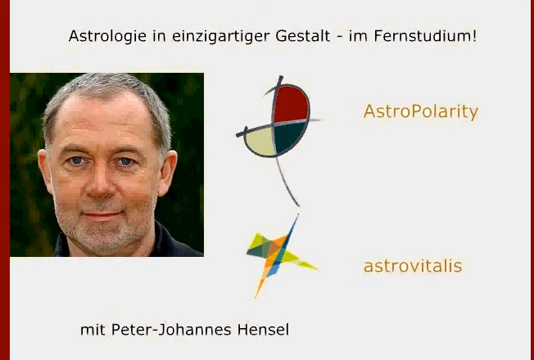 Astrologie in einzigartiger Gestalt - im Fernstudium!
AstroPolarity
astrovitalis
mit Peter-Johannes Hensel